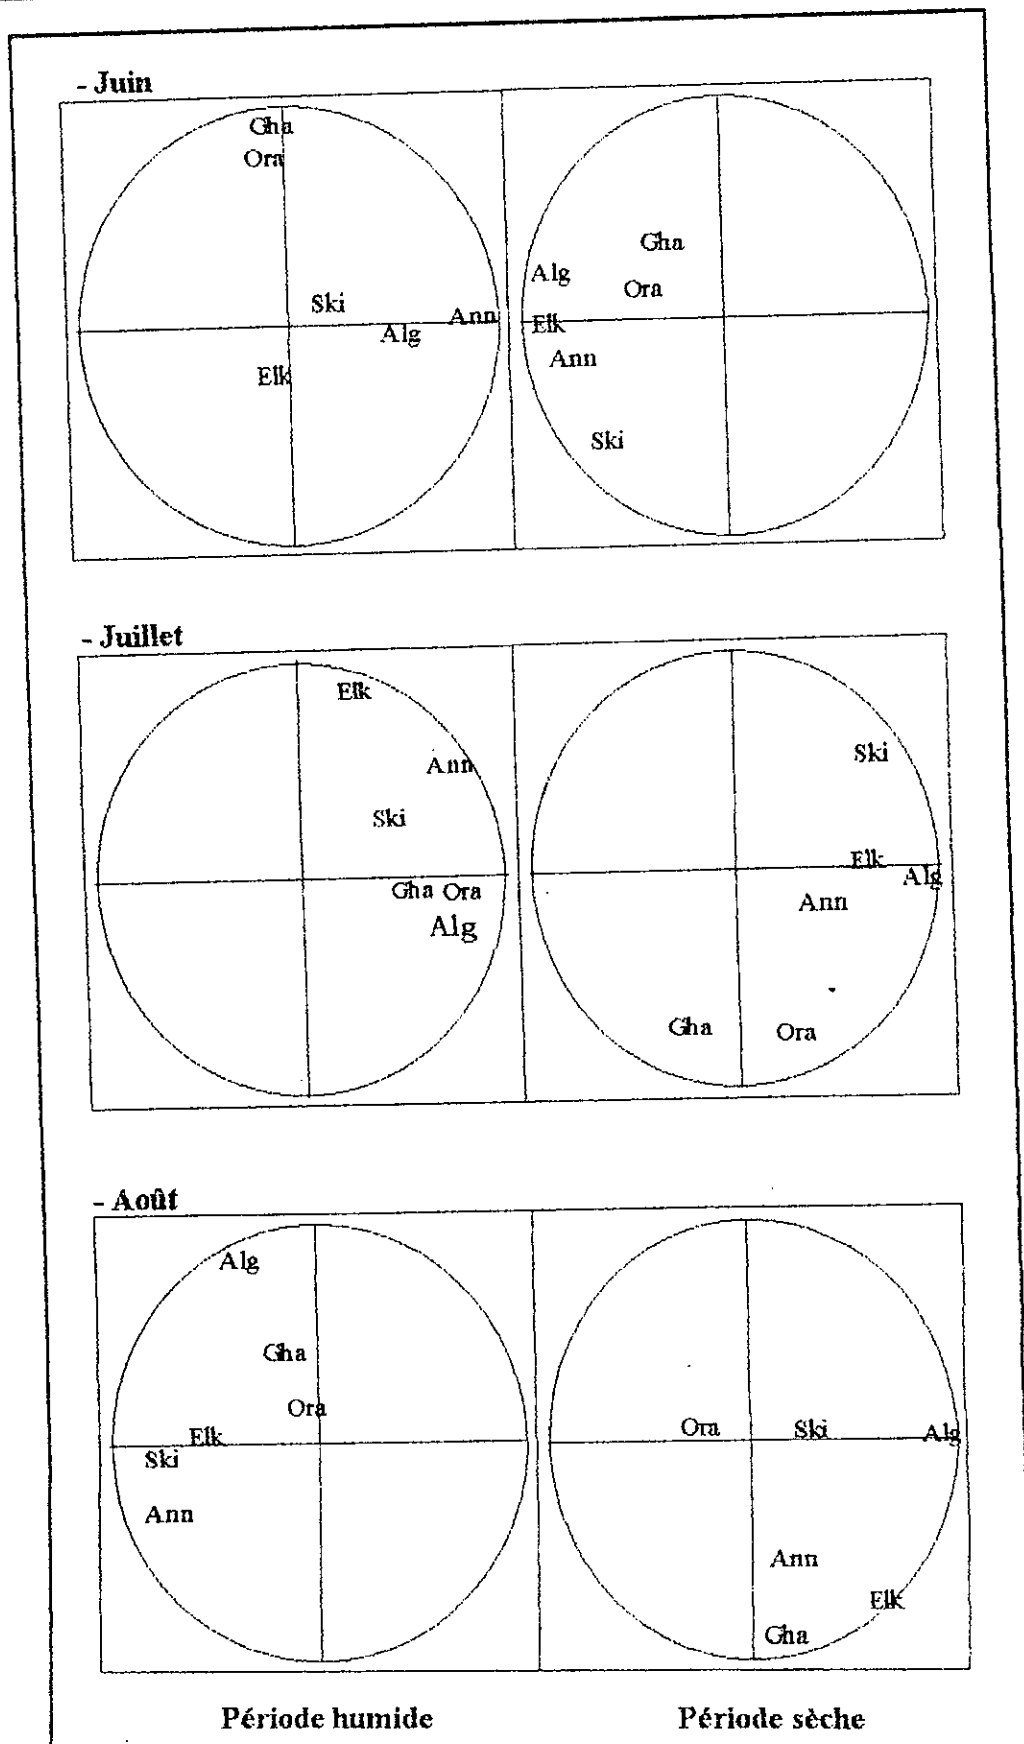 - Juin
Gha
Ora
Ski
Ann
Alg
Elk
Gha
Alg
Ora
Elk
Ann
Ski
- Juillet
Elk
Ann
Ski
Gha Ora
Alg
Ski
Elk
Alg
Ann
Gha Ora
- Août
Alg
Gha
Ora
Elk
Ski
Ann
Ora Ski Alg
Ann
Elk
Gha
Période humide Période sèche